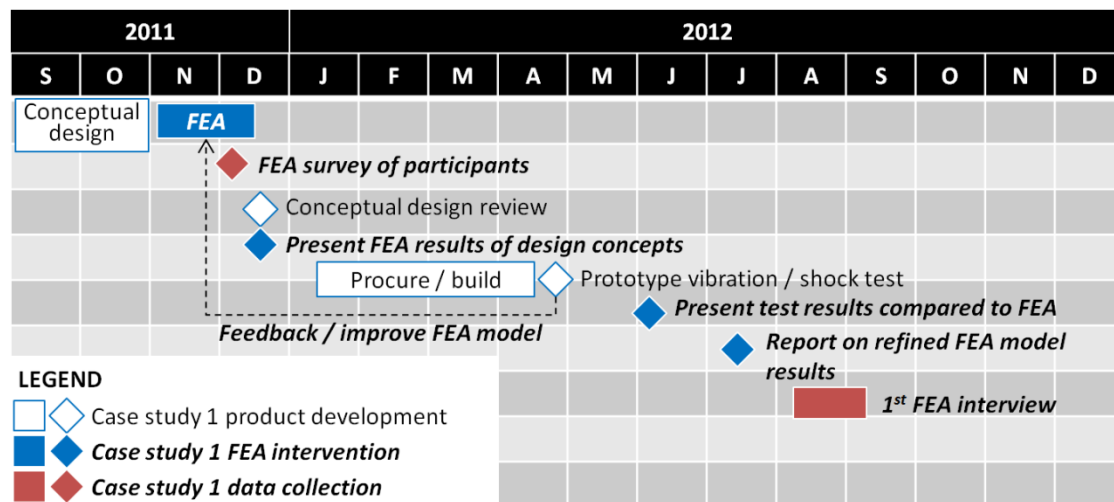 2011 2012
S O N D J F M A M J J A S O N D
Conceptual
design
FEA
FEA survey of participants
Conceptual design review
Present FEA results of design concepts
Procure / build
Prototype vibration / shock test
Present test results compared to FEA
Feedback / improve FEA model
Report on refined FEA model
results
1st FEA interview
LEGEND
Case study 1 product development
Case study 1 FEA intervention
Case study 1 data collection